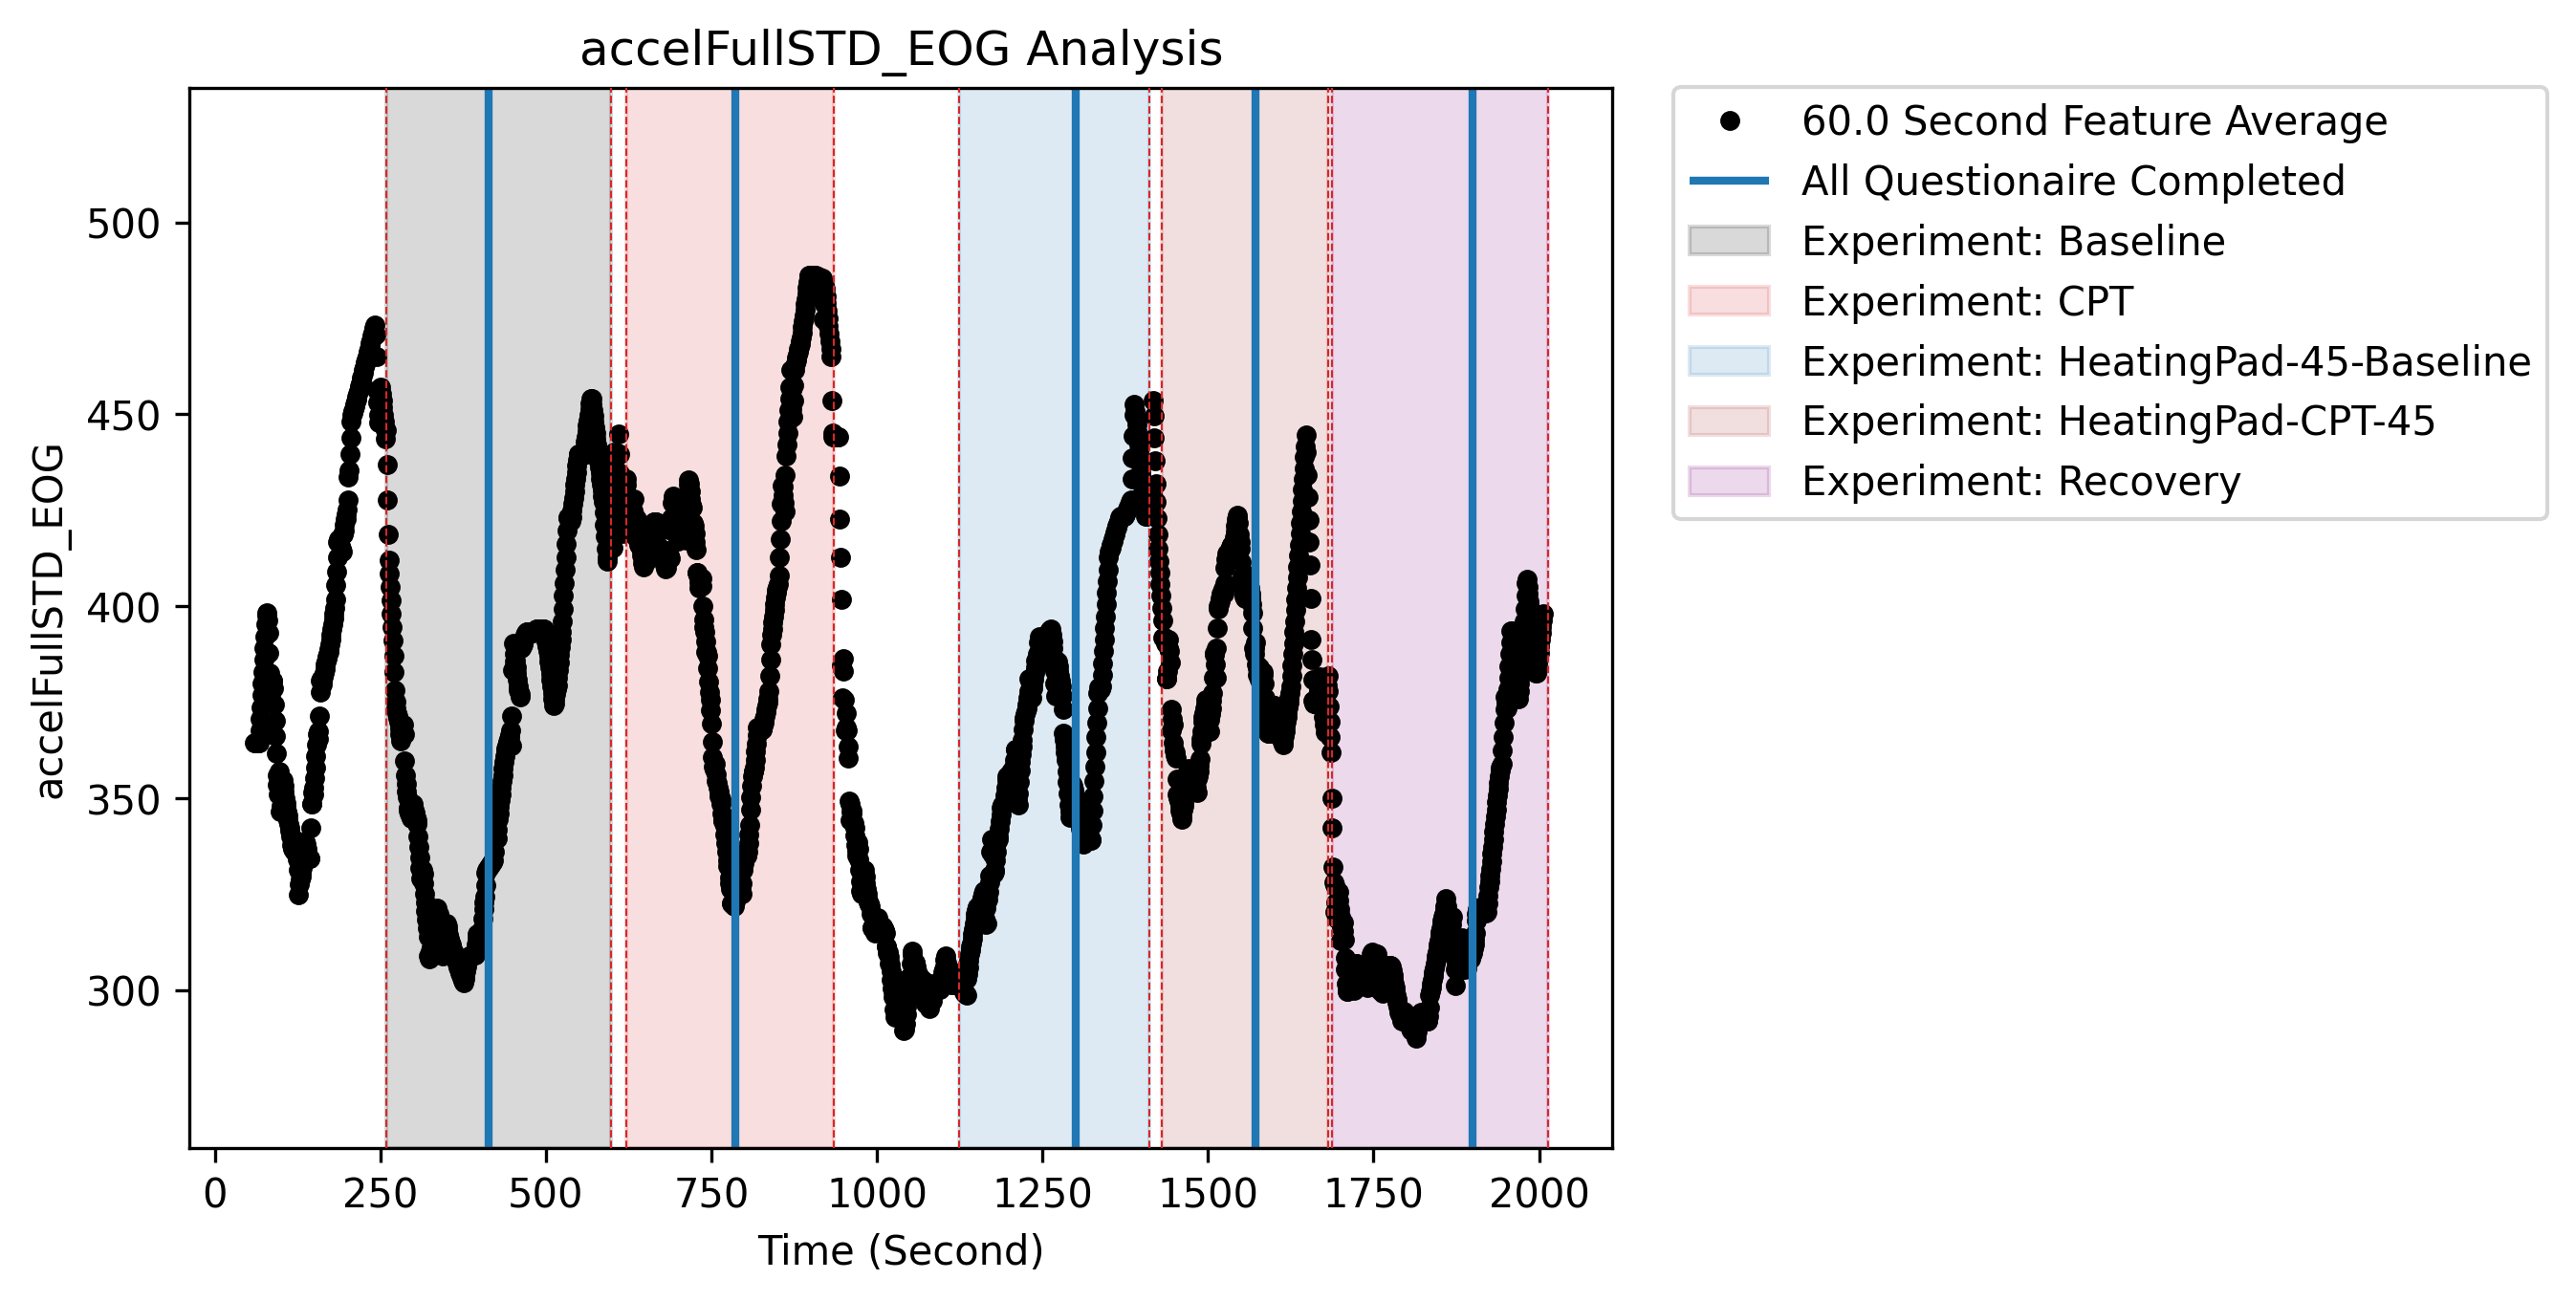 accelFullSTD_EOG Analysis
accelFullSTD_EOG
500
450
400
350
300
0 250 500 750 1000 1250 1500 1750 2000
Time (Second)
60.0 Second Feature Average
All Questionaire Completed
Experiment: Baseline
Experiment: CPT
Experiment: HeatingPad-45-Baseline
Experiment: HeatingPad-CPT-45
Experiment: Recovery